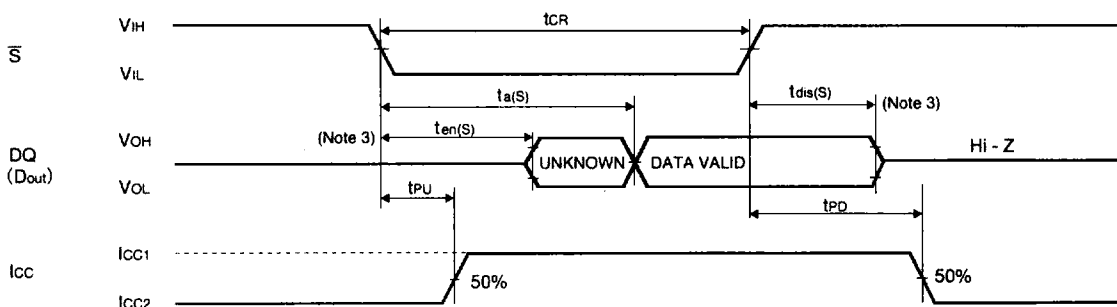 VIH
tCR
S
VIL
ta(S)
tdis(S)
(Note 3)
(Note 3)
ten(S)
VOH
DQ
(Dout)
UNKNOWN
DATA VALID
Hi - Z
VOL
tPU
tPD
ICC1
ICC
50%
50%
ICC2